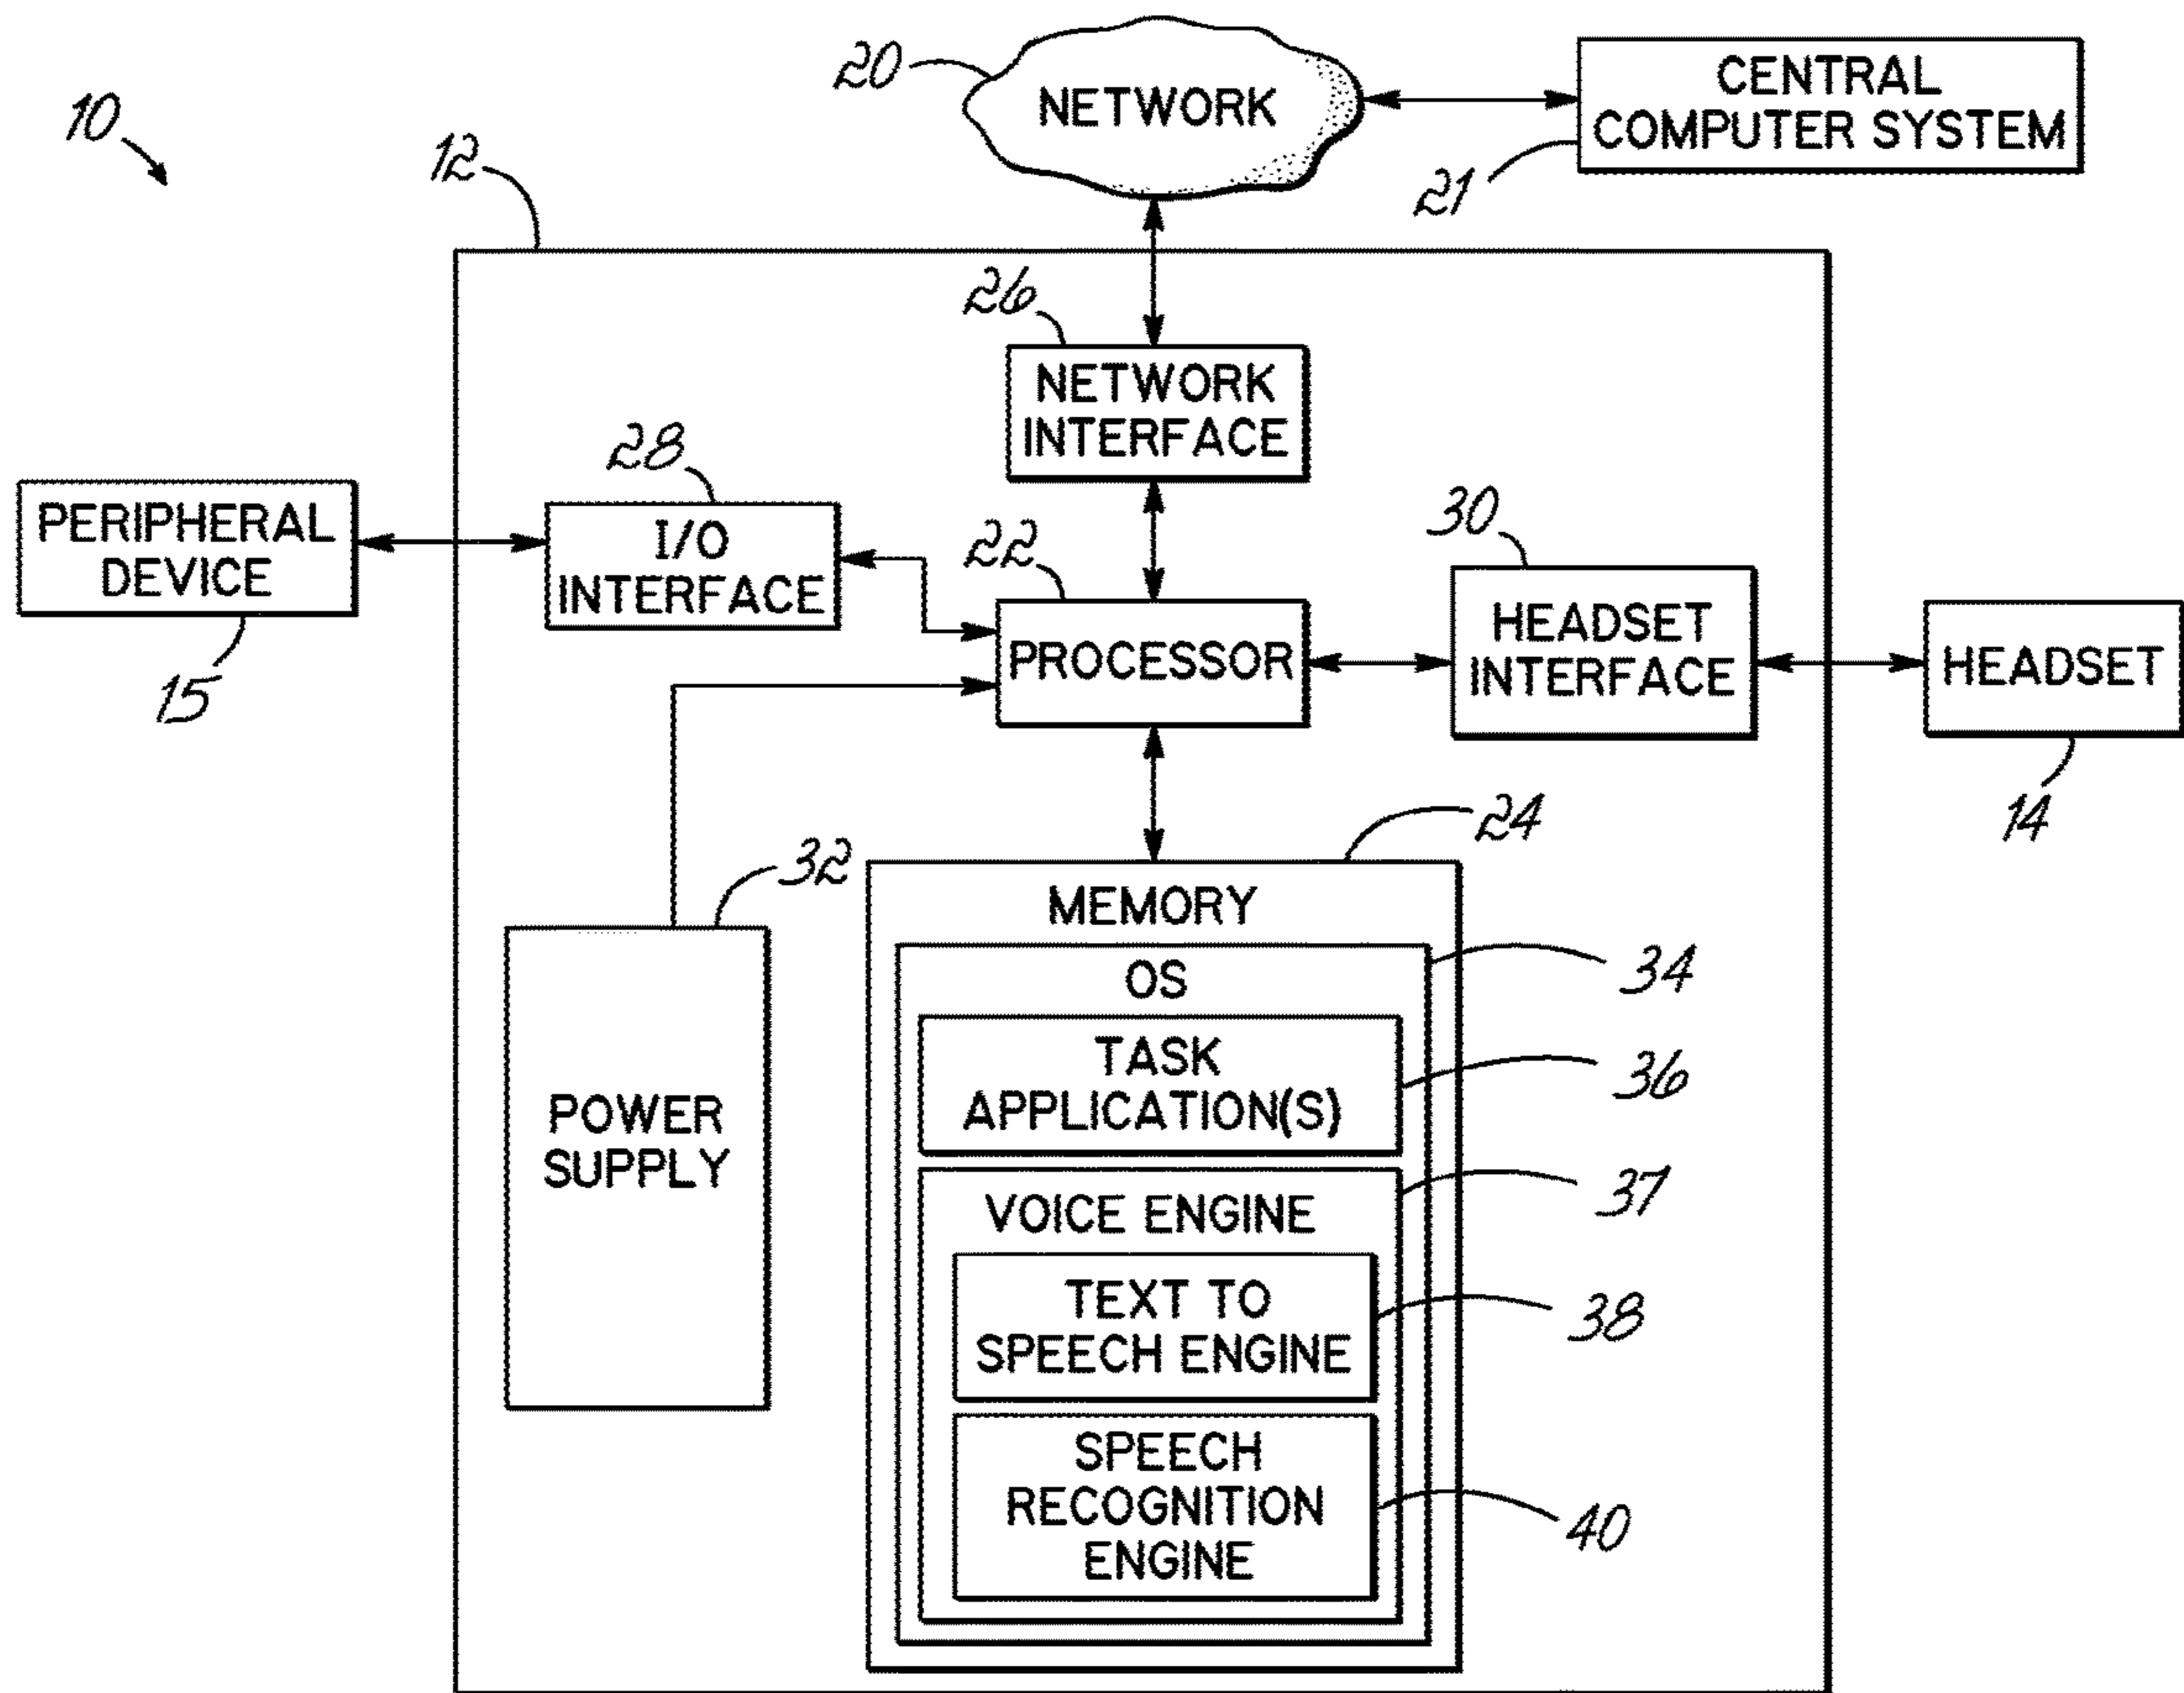 20
NETWORK
CENTRAL
COMPUTER SYSTEM
10
12
21
26
NETWORK
INTERFACE
28
PERIPHERAL
DEVICE
I/O
INTERFACE
30
22
15
PROCESSOR
HEADSET
INTERFACE
HEADSET
14
24
32
MEMORY
OS
34
TASK
APPLICATION(S)
36
POWER
SUPPLY
VOICE ENGINE
37
TEXT TO
SPEECH ENGINE
38
SPEECH
RECOGNITION
ENGINE
40